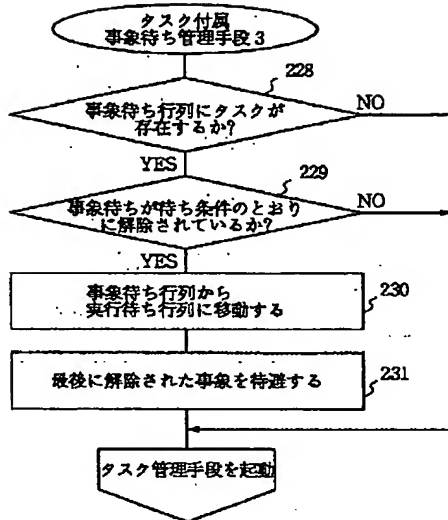 タスク付属
事象待ち管理手段3
228
事象待ち行列にタスクが
存在するか?
NO
YES
229
事象待ちが待ち条件のとおり
に解除されているか?
NO
YES
事象待ち行列から
実行待ち行列に移動する
230
最後に解除された事象を待避する
231
タスク管理手段を起動